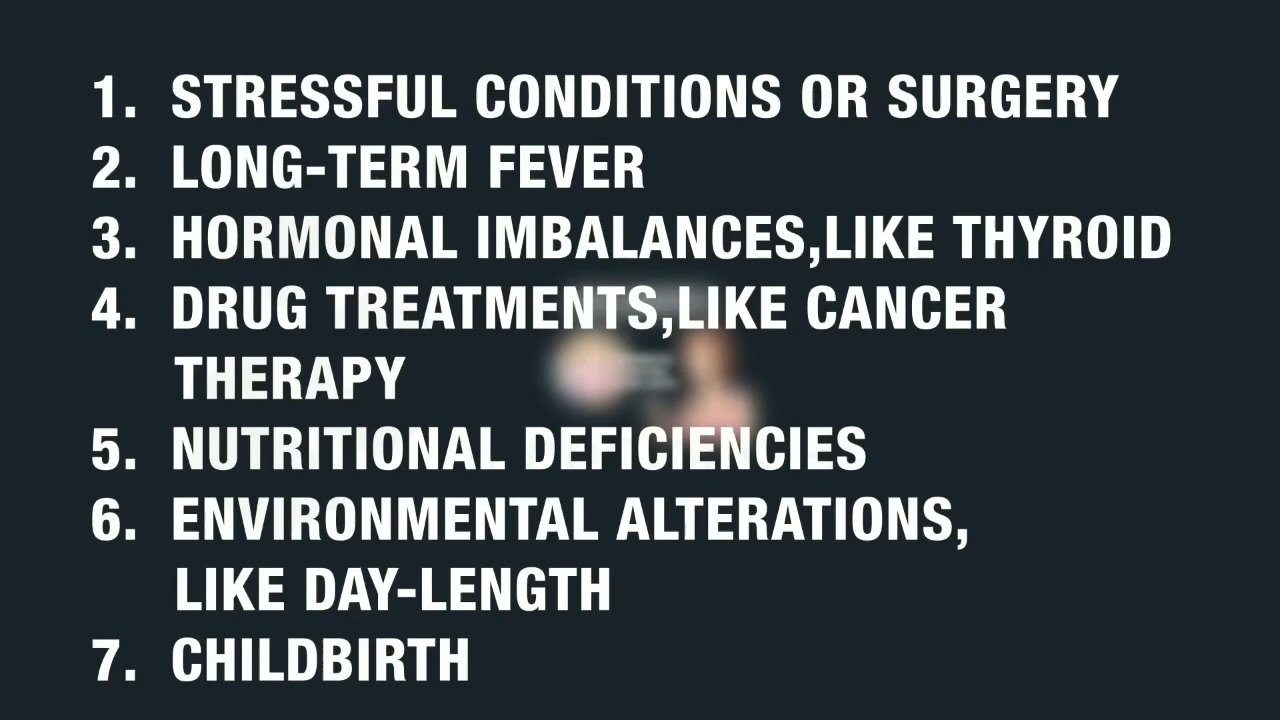 1. STRESSFUL CONDITIONS OR SURGERY
2. LONG-TERM FEVER
3. HORMONAL IMBALANCES,LIKE THYROID
4. DRUG TREATMENTS,LIKE CANCER
THERAPY
5. NUTRITIONAL DEFICIENCIES
6. ENVIRONMENTAL ALTERATIONS,
LIKE DAY-LENGTH
7. CHILDBIRTH